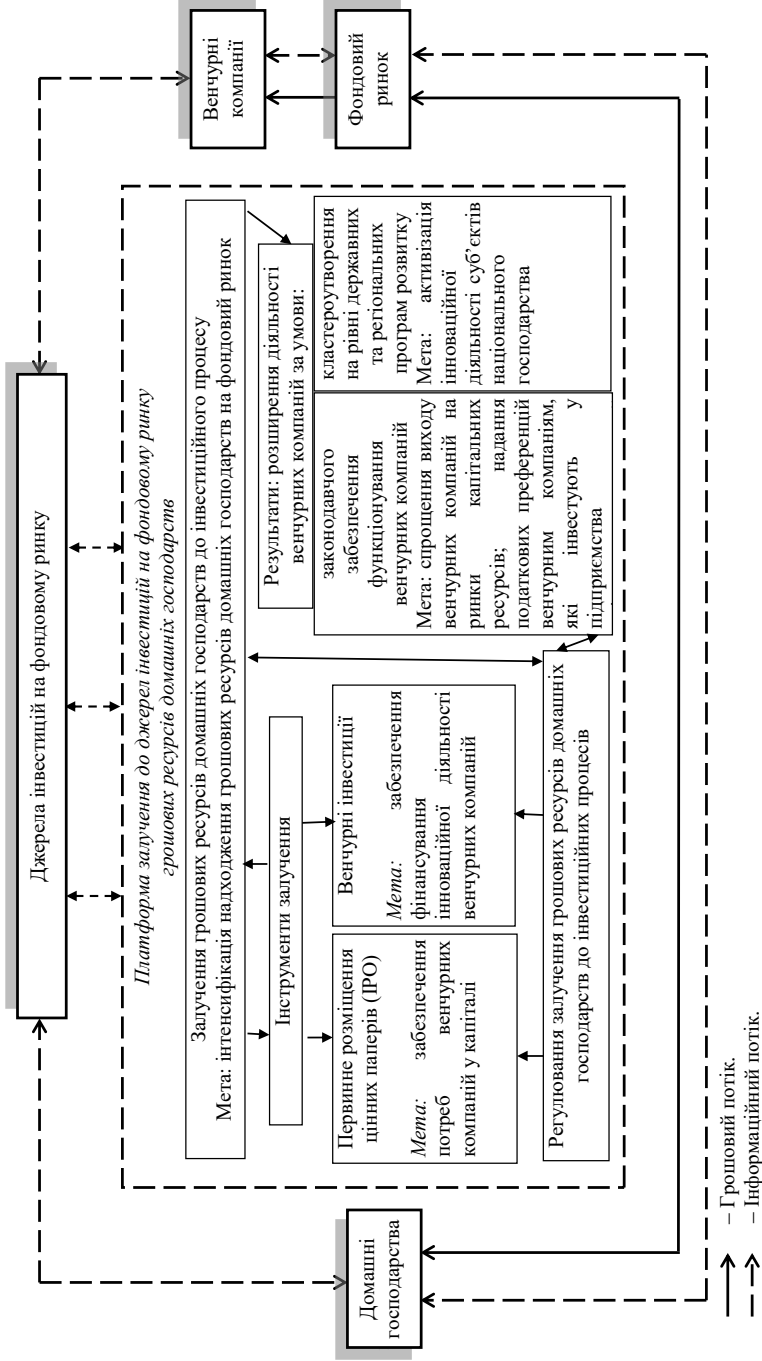 Джерела інвестицій на фондовому ринку
Платформа залучення до джерел інвестицій на фондовому ринку
грошових ресурсів домашніх господарств
Залучення грошових ресурсів домашніх господарств до інвестиційного процесу
Мета: інтенсифікація надходження грошових ресурсів домашніх господарств на фондовий ринок
Інструменти залучення
Первинне розміщення
цінних паперів (IPO)
Мета: забезпечення
потреб венчурних
компаній у капіталі
Венчурні інвестиції
Мета: забезпечення
фінансування
інноваційної діяльності
венчурних компаній
Регулювання залучення грошових ресурсів домашніх
господарств до інвестиційних процесів
Результати: розширення діяльності
венчурних компаній за умови:
законодавчого
забезпечення
функціонування
венчурних компаній
Мета: спрощення виходу
венчурних компаній на
ринки капітальних
ресурсів; надання
податкових преференцій
венчурним компаніям,
які інвестують у
підприємства
кластероутворення
на рівні державних
та регіональних
програм розвитку
Мета: активізація
інноваційної
діяльності суб’єктів
національного
господарства
Домашні
господарства
Венчурні
компанії
Фондовий
ринок
– Грошовий потік.
– Інформаційний потік.